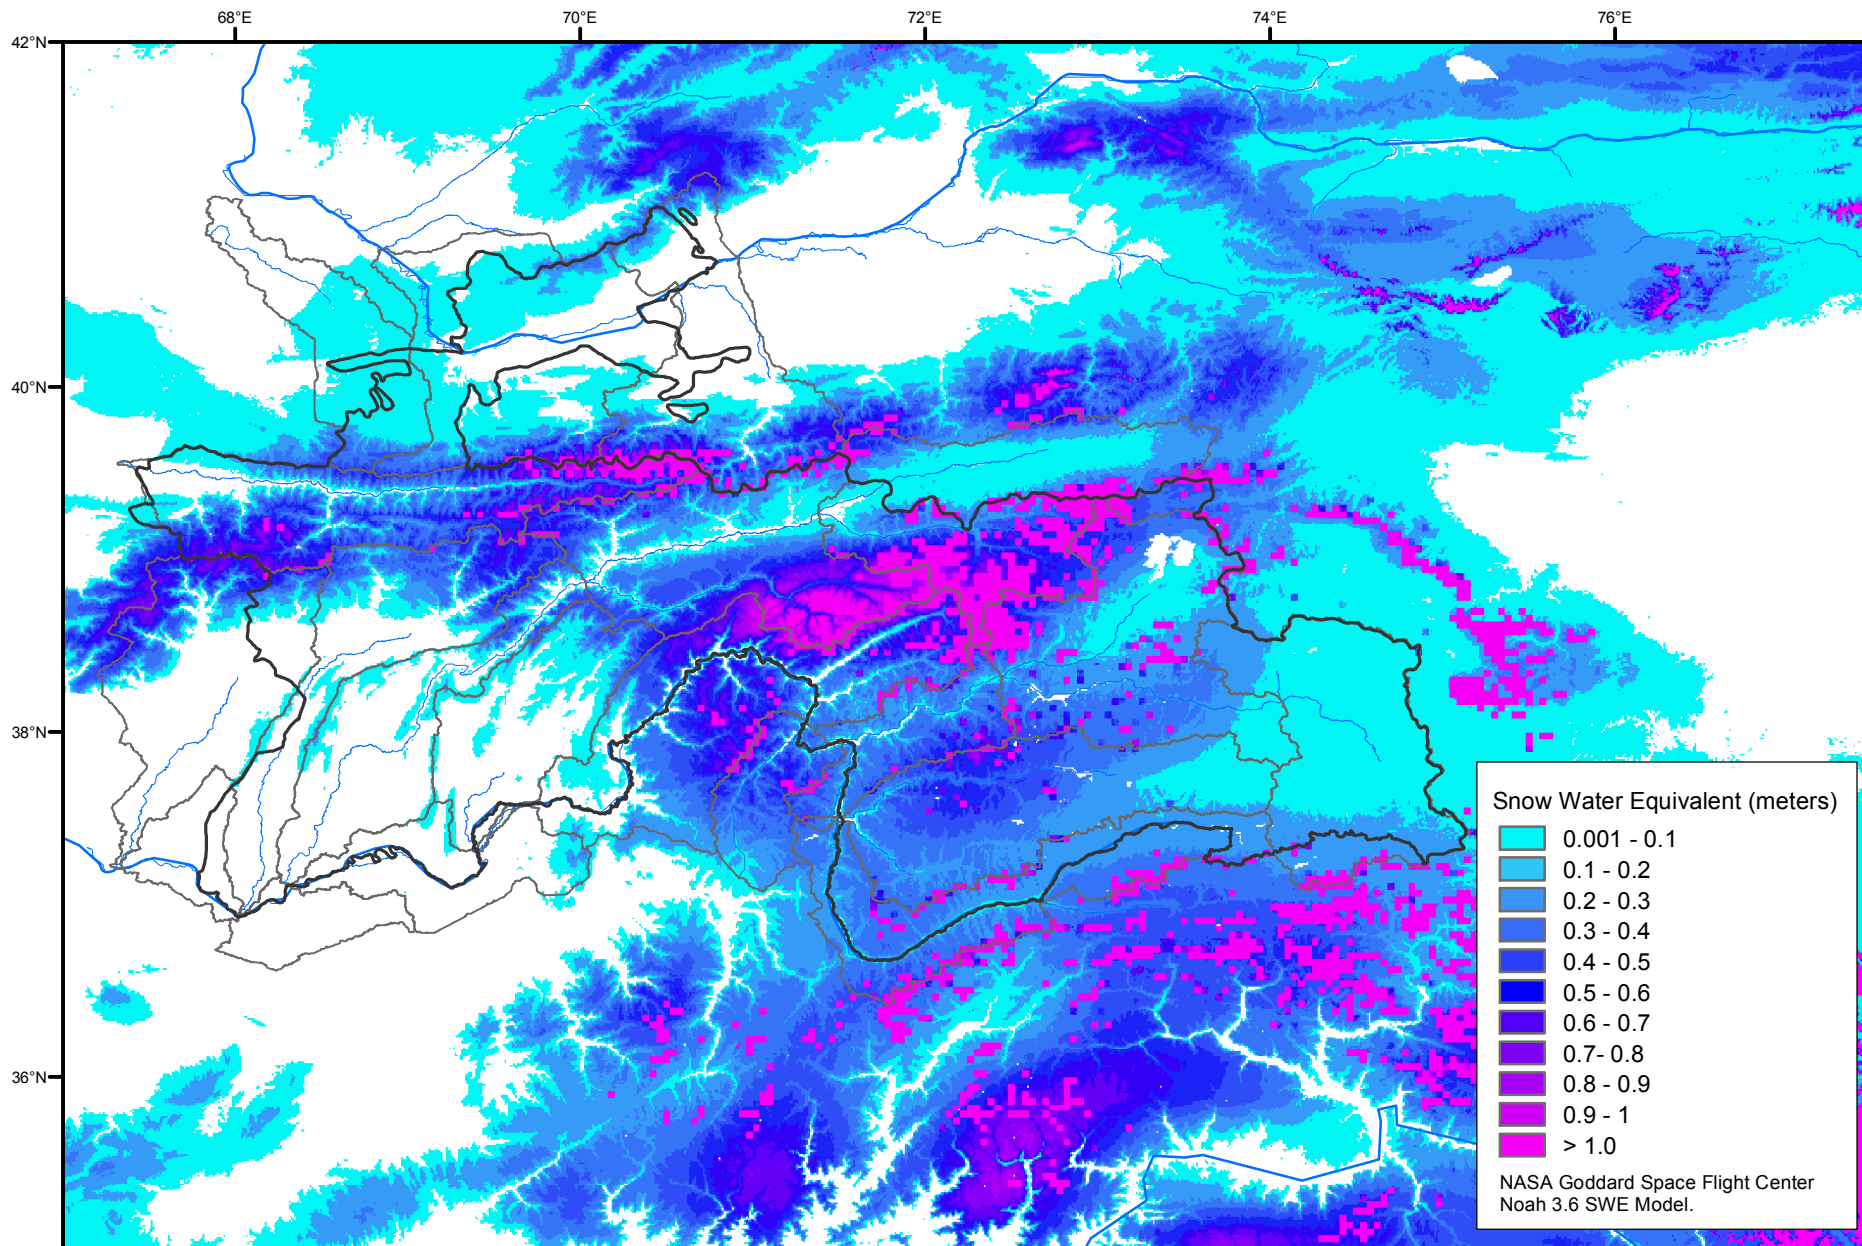 68°E
70°E
72°E
74°E
76°E
42°N
40°N
38°N
36°N
Snow Water Equivalent (meters)
0.001 - 0.1
0.1 - 0.2
0.2 - 0.3
0.3 - 0.4
0.4 - 0.5
0.5 - 0.6
0.6 - 0.7
0.7- 0.8
0.8 - 0.9
0.9 - 1
> 1.0
NASA Goddard Space Flight Center
Noah 3.6 SWE Model.